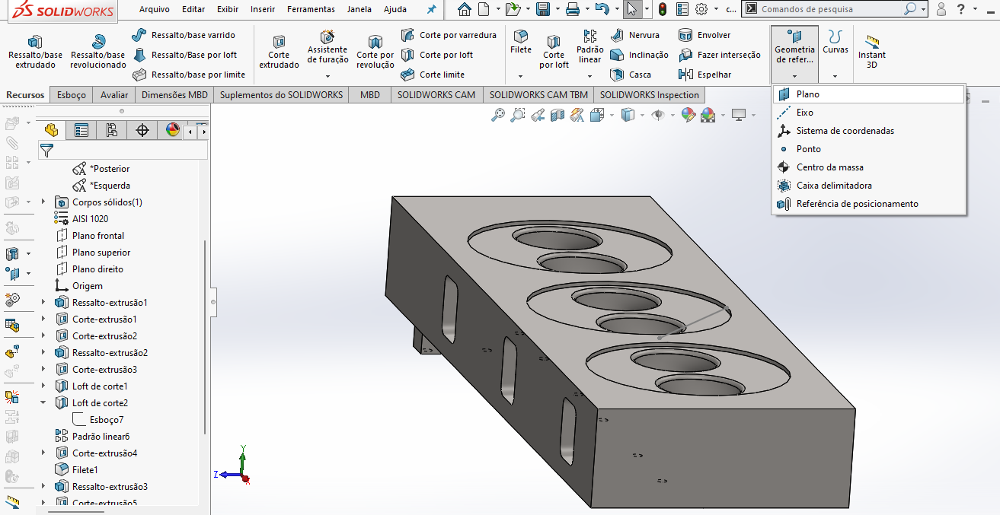 SOLIDWORKS
Arquivo Editar Exibir Inserir Ferramentas Janela Ajuda
c...
Comandos de pesquisa
?
Ressalto/base extrudado
Ressalto/base revolucionado
Ressalto/base varrido
Ressalto/Base por loft
Ressalto/base por limite
Corte extrudado
Assistente de furação
Corte por revolução
Corte por varredura
Corte por loft
Corte limite
Filete
Corte por loft
Padrão linear
Nervura
Inclinação
Casca
Envolver
Fazer interseção
Espelhar
Geometria de refer...
Curvas
Instant 3D
Recursos Esboço Avaliar Dimensões MBD Suplementos do SOLIDWORKS MBD SOLIDWORKS CAM SOLIDWORKS CAM TBM SOLIDWORKS Inspection
Plano
Eixo
Sistema de coordenadas
Ponto
Centro da massa
Caixa delimitadora
Referência de posicionamento
*Posterior
*Esquerda
Corpos sólidos(1)
AISI 1020
Plano frontal
Plano superior
Plano direito
Origem
Ressalto-extrusão1
Corte-extrusão1
Corte-extrusão2
Ressalto-extrusão2
Corte-extrusão3
Loft de corte1
Loft de corte2
Esboço7
Padrão linear6
Corte-extrusão4
Filete1
Ressalto-extrusão3
Corte-extrusão5
Y
Z
X